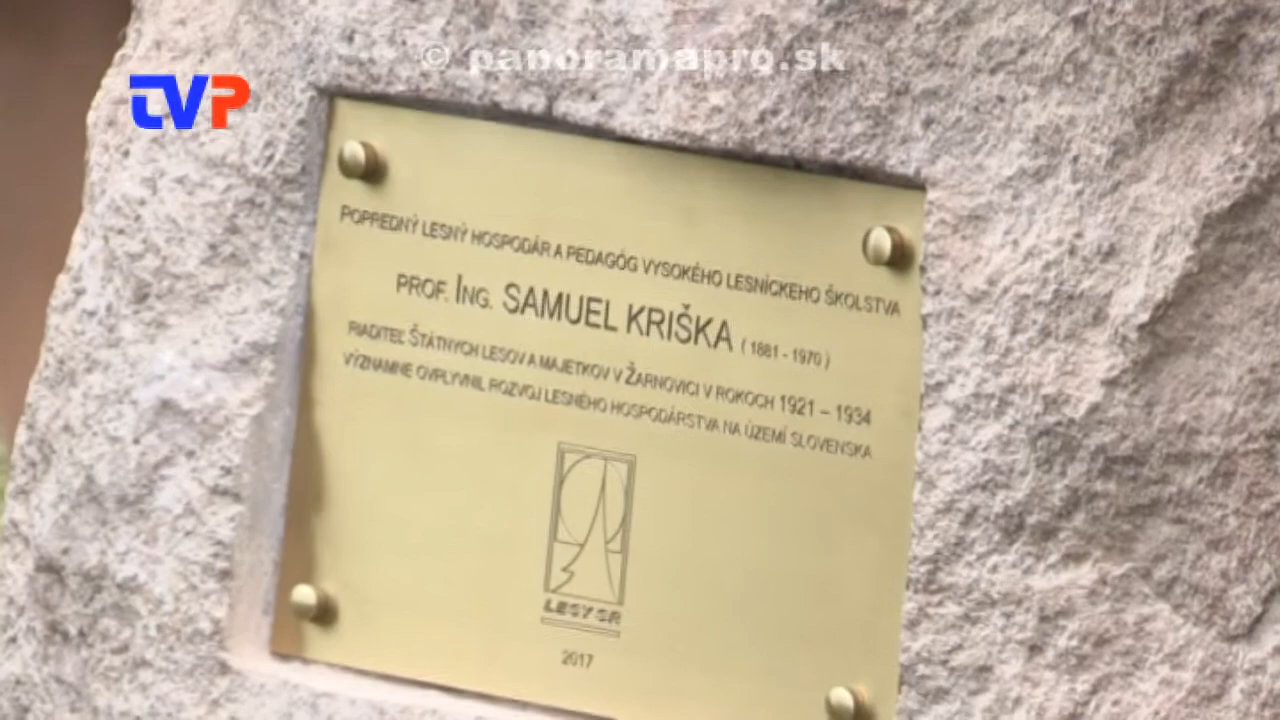 © panoramapro.sk
TVP
POPREDNÝ LESNÝ HOSPODÁR A PEDAGÓG VYSOKÉHO LESNÍCKEHO ŠKOLSTVA
PROF. ING. SAMUEL KRIŠKA ( 1881 - 1970 )
RIADITEĽ ŠTÁTNYCH LESOV A MAJETKOV V ŽARNOVICI V ROKOCH 1921 – 1934
VÝZNAMNE OVPLYVNIL ROZVOJ LESNÉHO HOSPODÁRSTVA NA ÚZEMÍ SLOVENSKA
LESY SR
2017